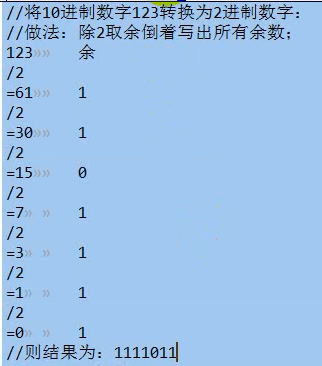 //将10进制数字123转换为2进制数字：
//做法：除2取余倒着写出所有余数；
123»» 余
/2
=61»» 1
/2
=30»» 1
/2
=15»» 0
/2
=7» » 1
/2
=3» » 1
/2
=1» » 1
/2
=0» » 1
//则结果为：1111011